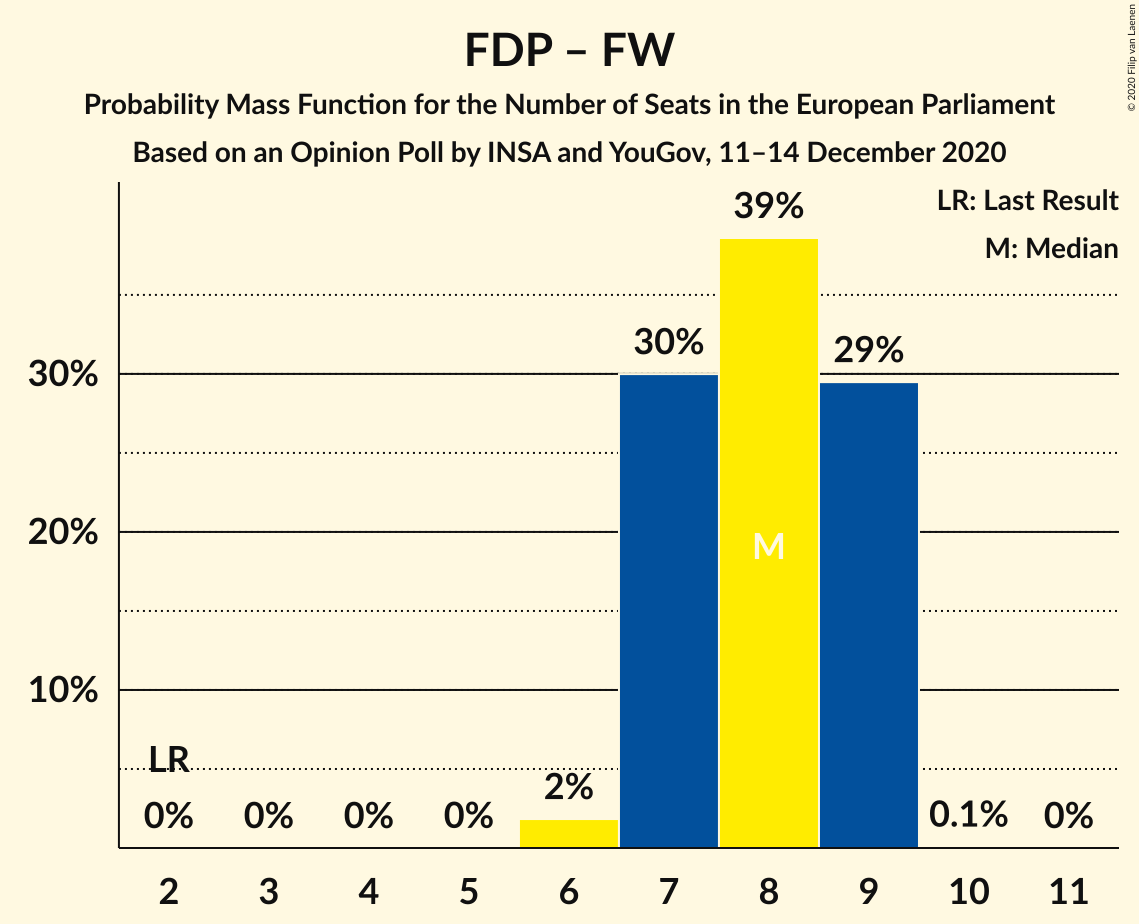 FDP – FW
Probability Mass Function for the Number of Seats in the European Parliament
Based on an Opinion Poll by INSA and YouGov, 11–14 December 2020
© 2020 Filip van Laenen
LR: Last Result
M: Median
39%
30%
29%
30%
20%
M
10%
LR
0%
0%
0%
0%
2%
0.1%
0%
2
3
4
5
6
7
8
9
10
11